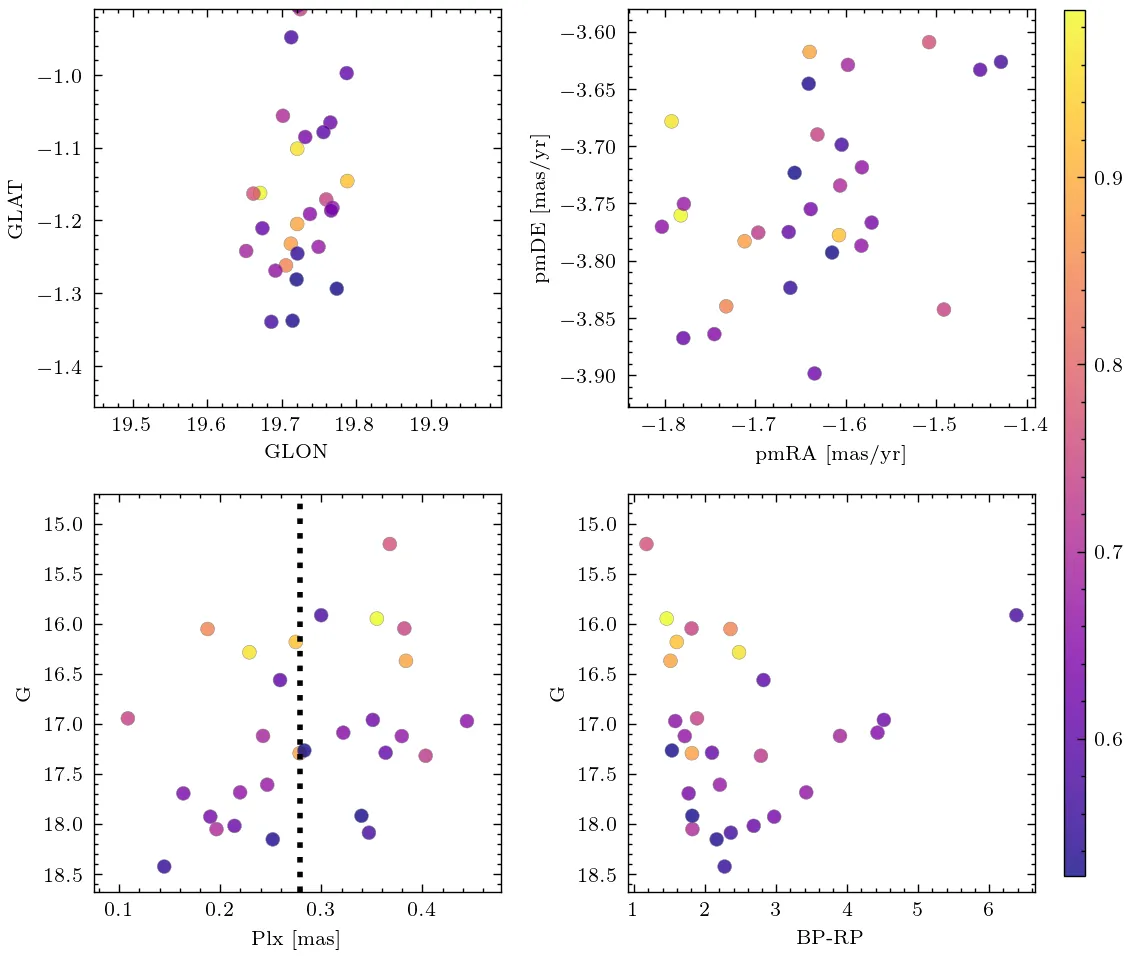 −1.0
−1.1
−1.2
−1.3
−1.4
GLAT
19.5 19.6 19.7 19.8 19.9
GLON
−3.60
−3.65
−3.70
−3.75
−3.80
−3.85
−3.90
pmDE [mas/yr]
−1.8 −1.7 −1.6 −1.5 −1.4
pmRA [mas/yr]
0.9
0.8
0.7
0.6
15.0
15.5
16.0
16.5
17.0
17.5
18.0
18.5
G
0.1 0.2 0.3 0.4
Plx [mas]
15.0
15.5
16.0
16.5
17.0
17.5
18.0
18.5
G
1 2 3 4 5 6
BP-RP